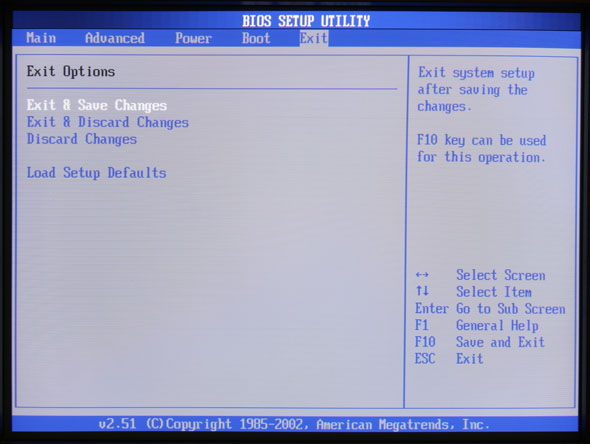 BIOS SETUP UTILITY
Main Advanced Power Boot Exit
Exit Options
Exit & Save Changes
Exit & Discard Changes
Discard Changes
Load Setup Defaults
Exit system setup
after saving the
changes.
F10 key can be used
for this operation.
↔ Select Screen
↑↓ Select Item
Enter Go to Sub Screen
F1 General Help
F10 Save and Exit
ESC Exit
v2.51 (C)Copyright 1985-2002, American Megatrends, Inc.